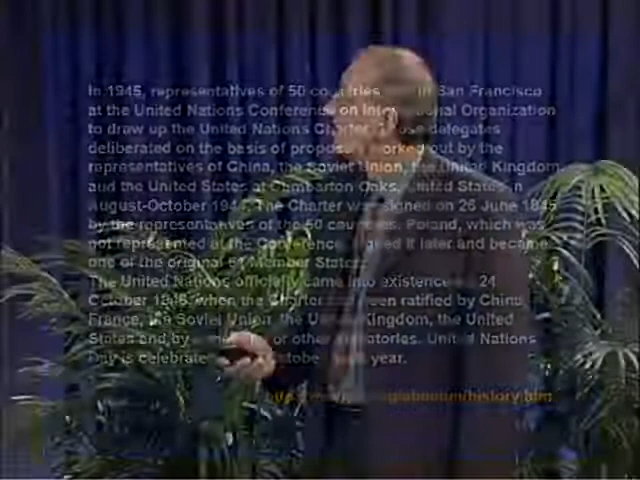 In 1945, representatives of 50 countries in San Francisco
at the United Nations Conference on International Organization
to draw up the United Nations Charter. Those delegates
deliberated on the basis of proposals worked out by the
representatives of China, the Soviet Union, the United Kingdom
and the United States at Dumbarton Oaks, United States in
August-October 1944. The Charter was signed on 26 June 1945
by the representatives of the 50 countries. Poland, which was
not represented at the Conference, signed it later and became
one of the original 51 Member States.
The United Nations officially came into existence on 24
October 1945, when the Charter had been ratified by China,
France, the Soviet Union, the United Kingdom, the United
States and by of other signatories. United Nations
Day is celebrated October year.